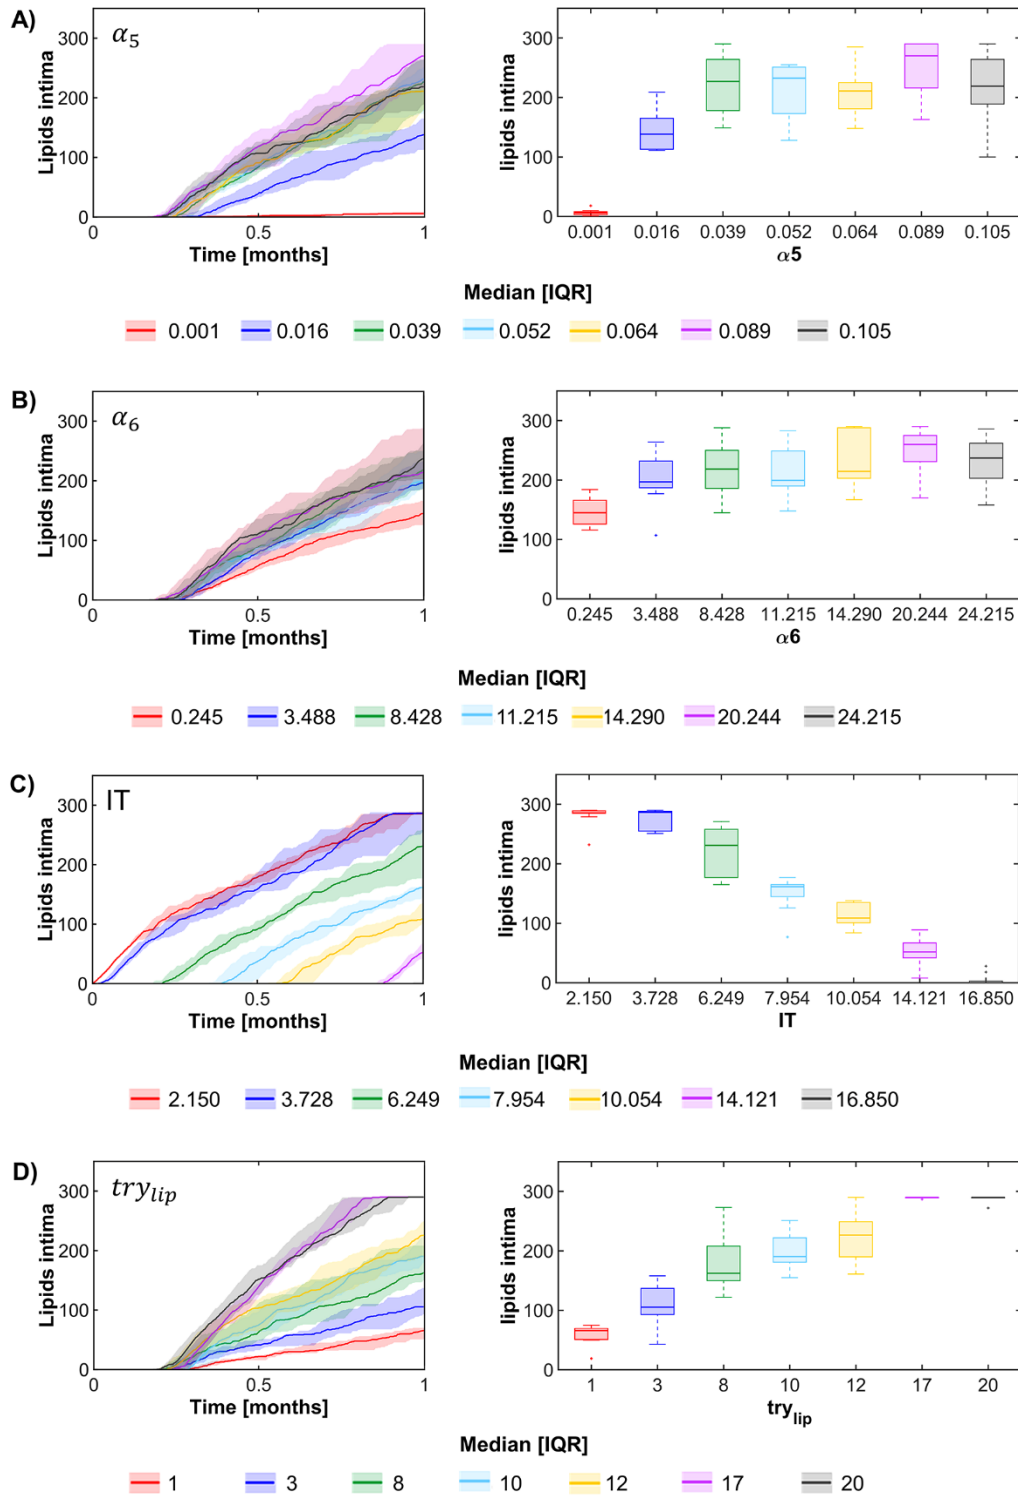 A)
α5
Lipids intima
300
200
100
0
0 0.5 1
Time [months]
lipids intima
300
200
100
0
0.001 0.016 0.039 0.052 0.064 0.089 0.105
α5
Median [IQR]
0.001 0.016 0.039 0.052 0.064 0.089 0.105
B)
α6
Lipids intima
300
200
100
0
0 0.5 1
Time [months]
lipids intima
300
200
100
0
0.245 3.488 8.428 11.215 14.290 20.244 24.215
α6
Median [IQR]
0.245 3.488 8.428 11.215 14.290 20.244 24.215
C)
IT
Lipids intima
300
200
100
0
0 0.5 1
Time [months]
lipids intima
300
200
100
0
2.150 3.728 6.249 7.954 10.054 14.121 16.850
IT
Median [IQR]
2.150 3.728 6.249 7.954 10.054 14.121 16.850
D)
try lip
Lipids intima
300
200
100
0
0 0.5 1
Time [months]
lipids intima
300
200
100
0
1 3 8 10 12 17 20
try lip
Median [IQR]
1 3 8 10 12 17 20